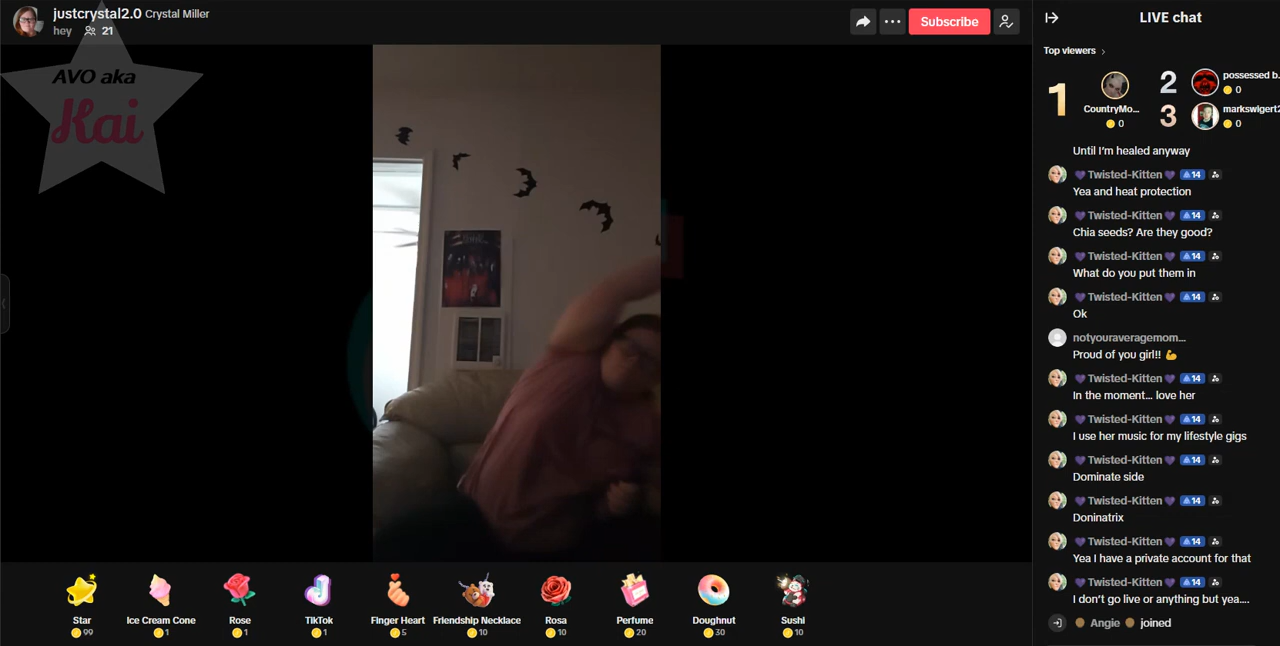 justcrystal2.0 Crystal Miller
hey 21
Subscribe
AVO aka
Kai
LIVE chat
Top viewers
1
CountryMo...
0
2
possessed b.
0
3
markswigert2
0
Until I'm healed anyway
💜 Twisted-Kitten 💜 14
Yea and heat protection
💜 Twisted-Kitten 💜 14
Chia seeds? Are they good?
💜 Twisted-Kitten 💜 14
What do you put them in
💜 Twisted-Kitten 💜 14
Ok
notyouraveragemom...
Proud of you girl!! 💪
💜 Twisted-Kitten 💜 14
In the moment... love her
💜 Twisted-Kitten 💜 14
I use her music for my lifestyle gigs
💜 Twisted-Kitten 💜 14
Dominate side
💜 Twisted-Kitten 💜 14
Doninatrix
💜 Twisted-Kitten 💜 14
Yea I have a private account for that
💜 Twisted-Kitten 💜 14
I don't go live or anything but yea....
🟤 Angie 🟤 joined
Star
99
Ice Cream Cone
1
Rose
1
TikTok
1
Finger Heart
5
Friendship Necklace
10
Rosa
10
Perfume
20
Doughnut
30
Sushi
10